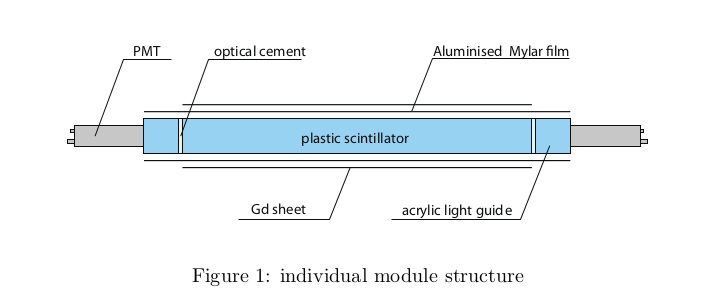 PMT
optical cement
Aluminised Mylar film
plastic scintillator
Gd sheet
acrylic light guide
Figure 1: individual module structure